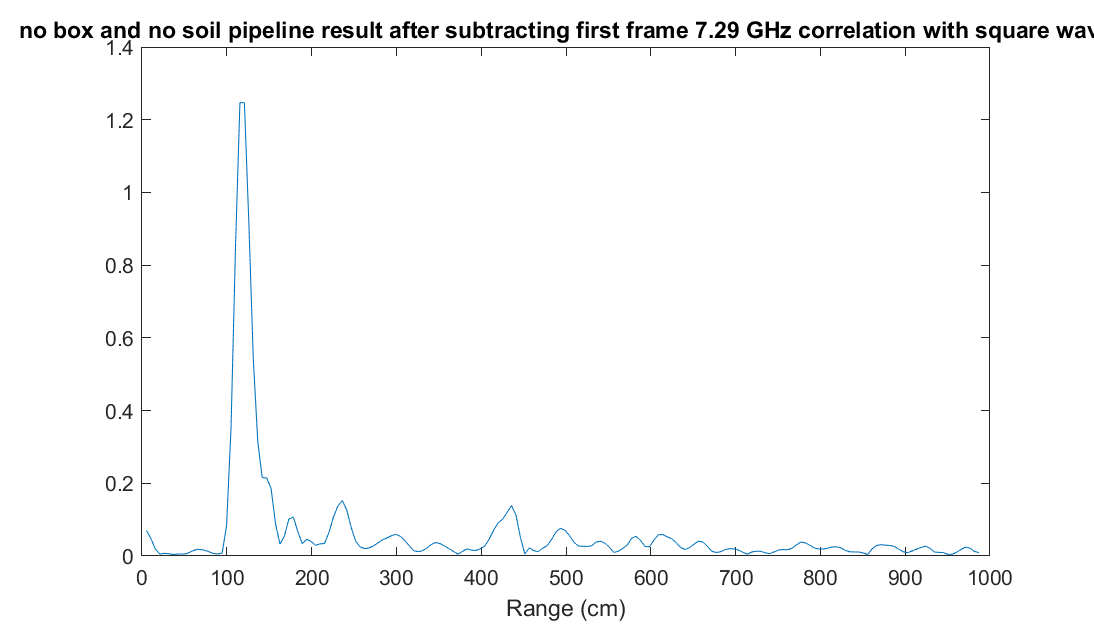 no box and no soil pipeline result after subtracting first frame 7.29 GHz correlation with square wav
1.4
1.2
1
0.8
0.6
0.4
0.2
0
0 100 200 300 400 500 600 700 800 900 1000
Range (cm)